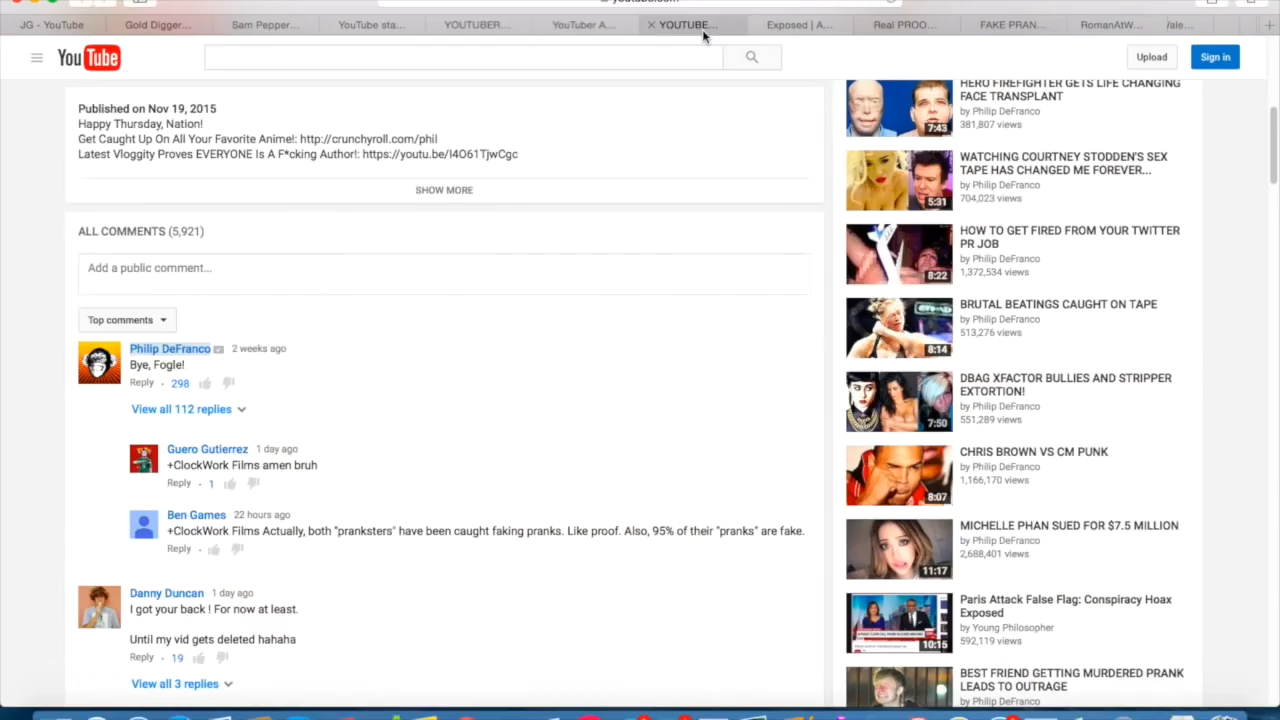 JG - YouTube
Gold Digger...
Sam Pepper...
YouTube sta...
YOUTUBER...
YouTuber A...
YOUTUBE...
Exposed | A...
Real PROO...
FAKE PRAN...
RomanAtW...
YouTube
Upload
Sign in
Published on Nov 19, 2015
Happy Thursday, Nation!
Get Caught Up On All Your Favorite Anime!: http://crunchyroll.com/phil
Latest Vloggity Proves EVERYONE Is A F*cking Author!: https://youtu.be/I4O61TjwCgc
SHOW MORE
ALL COMMENTS (5,921)
Add a public comment...
Top comments
Philip DeFranco 2 weeks ago
Bye, Fogle!
Reply · 298
View all 112 replies
Guero Gutierrez 1 day ago
+ClockWork Films amen bruh
Reply · 1
Ben Games 22 hours ago
+ClockWork Films Actually, both "pranksters" have been caught faking pranks. Like proof. Also, 95% of their "pranks" are fake.
Reply ·
Danny Duncan 1 day ago
I got your back ! For now at least.
Until my vid gets deleted hahaha
Reply · 19
View all 3 replies
HERO FIREFIGHTER GETS LIFE CHANGING
FACE TRANSPLANT
by Philip DeFranco
381,807 views
7:43
WATCHING COURTNEY STODDEN'S SEX
TAPE HAS CHANGED ME FOREVER...
by Philip DeFranco
704,023 views
5:31
HOW TO GET FIRED FROM YOUR TWITTER
PR JOB
by Philip DeFranco
1,372,534 views
8:22
BRUTAL BEATINGS CAUGHT ON TAPE
by Philip DeFranco
513,276 views
8:14
DBAG XFACTOR BULLIES AND STRIPPER
EXTORTION!
by Philip DeFranco
551,289 views
7:50
CHRIS BROWN VS CM PUNK
by Philip DeFranco
1,166,170 views
8:07
MICHELLE PHAN SUED FOR $7.5 MILLION
by Philip DeFranco
2,688,401 views
11:17
Paris Attack False Flag: Conspiracy Hoax
Exposed
by Young Philosopher
592,119 views
10:15
BEST FRIEND GETTING MURDERED PRANK
LEADS TO OUTRAGE
by Philip DeFranco